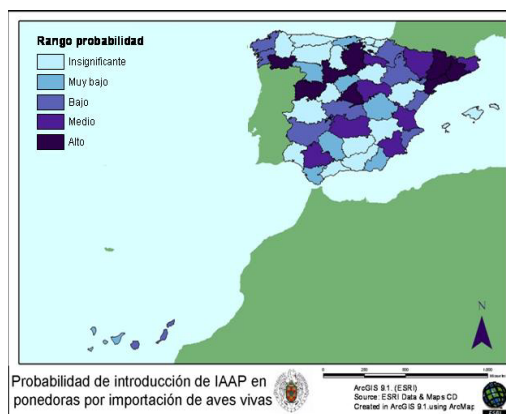 Rango probabilidad
Insignificante
Muy bajo
Bajo
Medio
Alto
N
Probabilidad de introducción de IAAP en
ponedoras por importación de aves vivas
ArcGIS 9.1. (ESRI)
Source: ESRI Data & Maps CD
Created in ArcGIS 9.1.using ArcMap